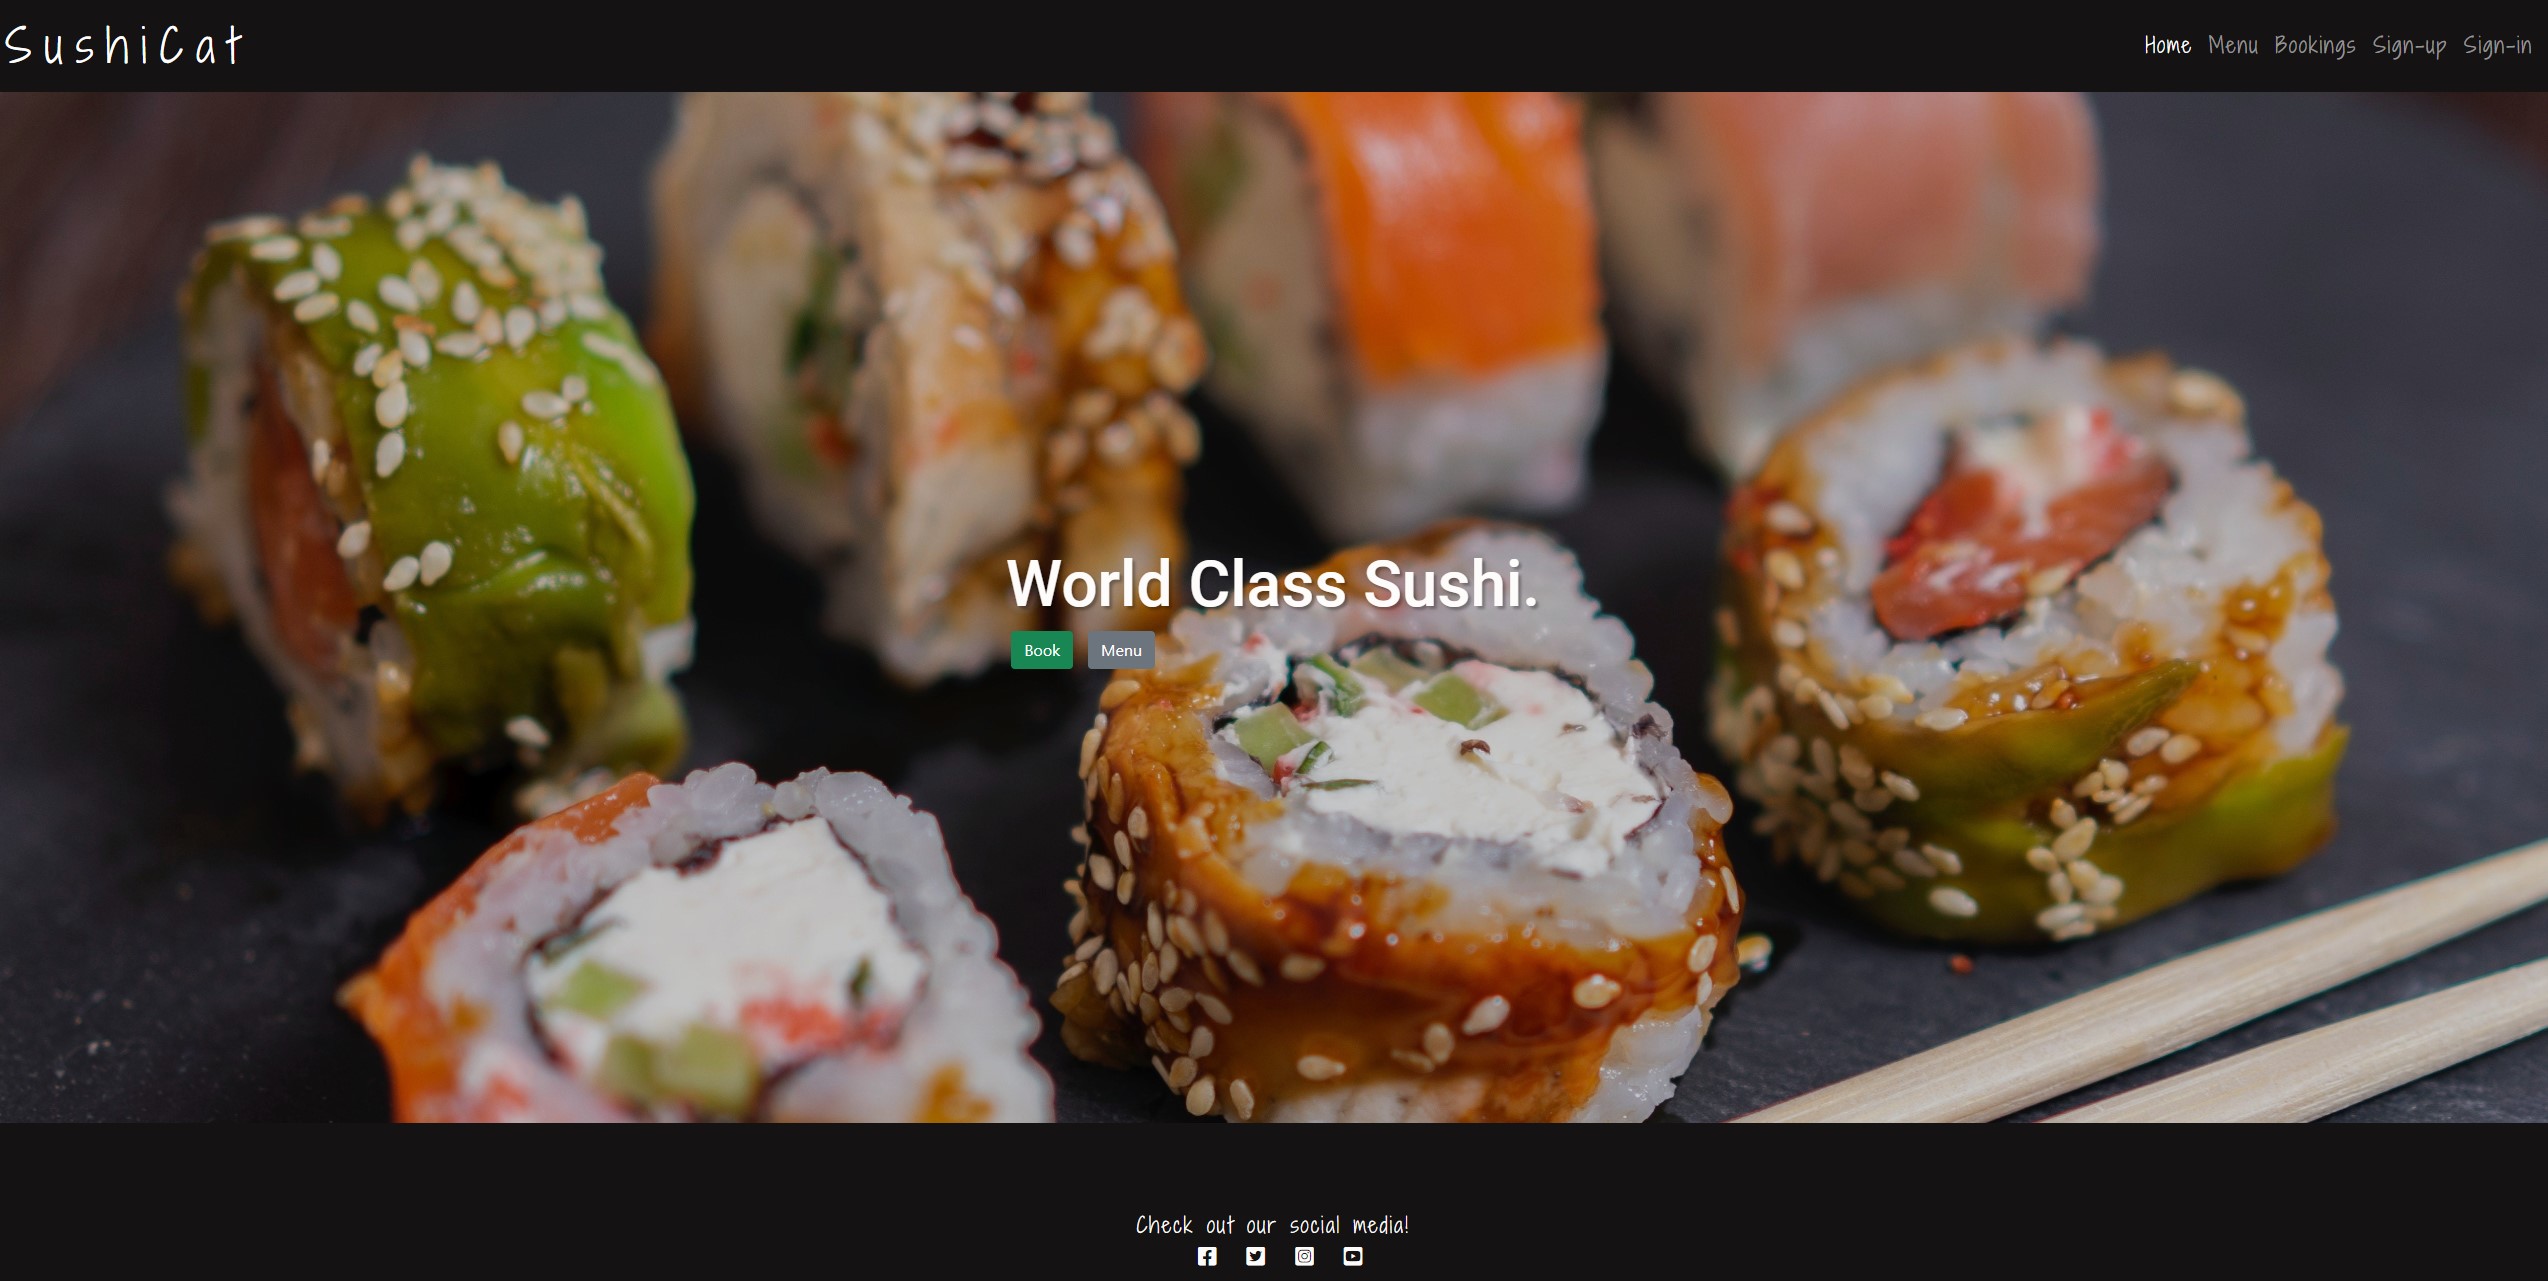 SushiCat
Home Menu Bookings Sign-up Sign-in
World Class Sushi.
Book Menu
Check out our social media!